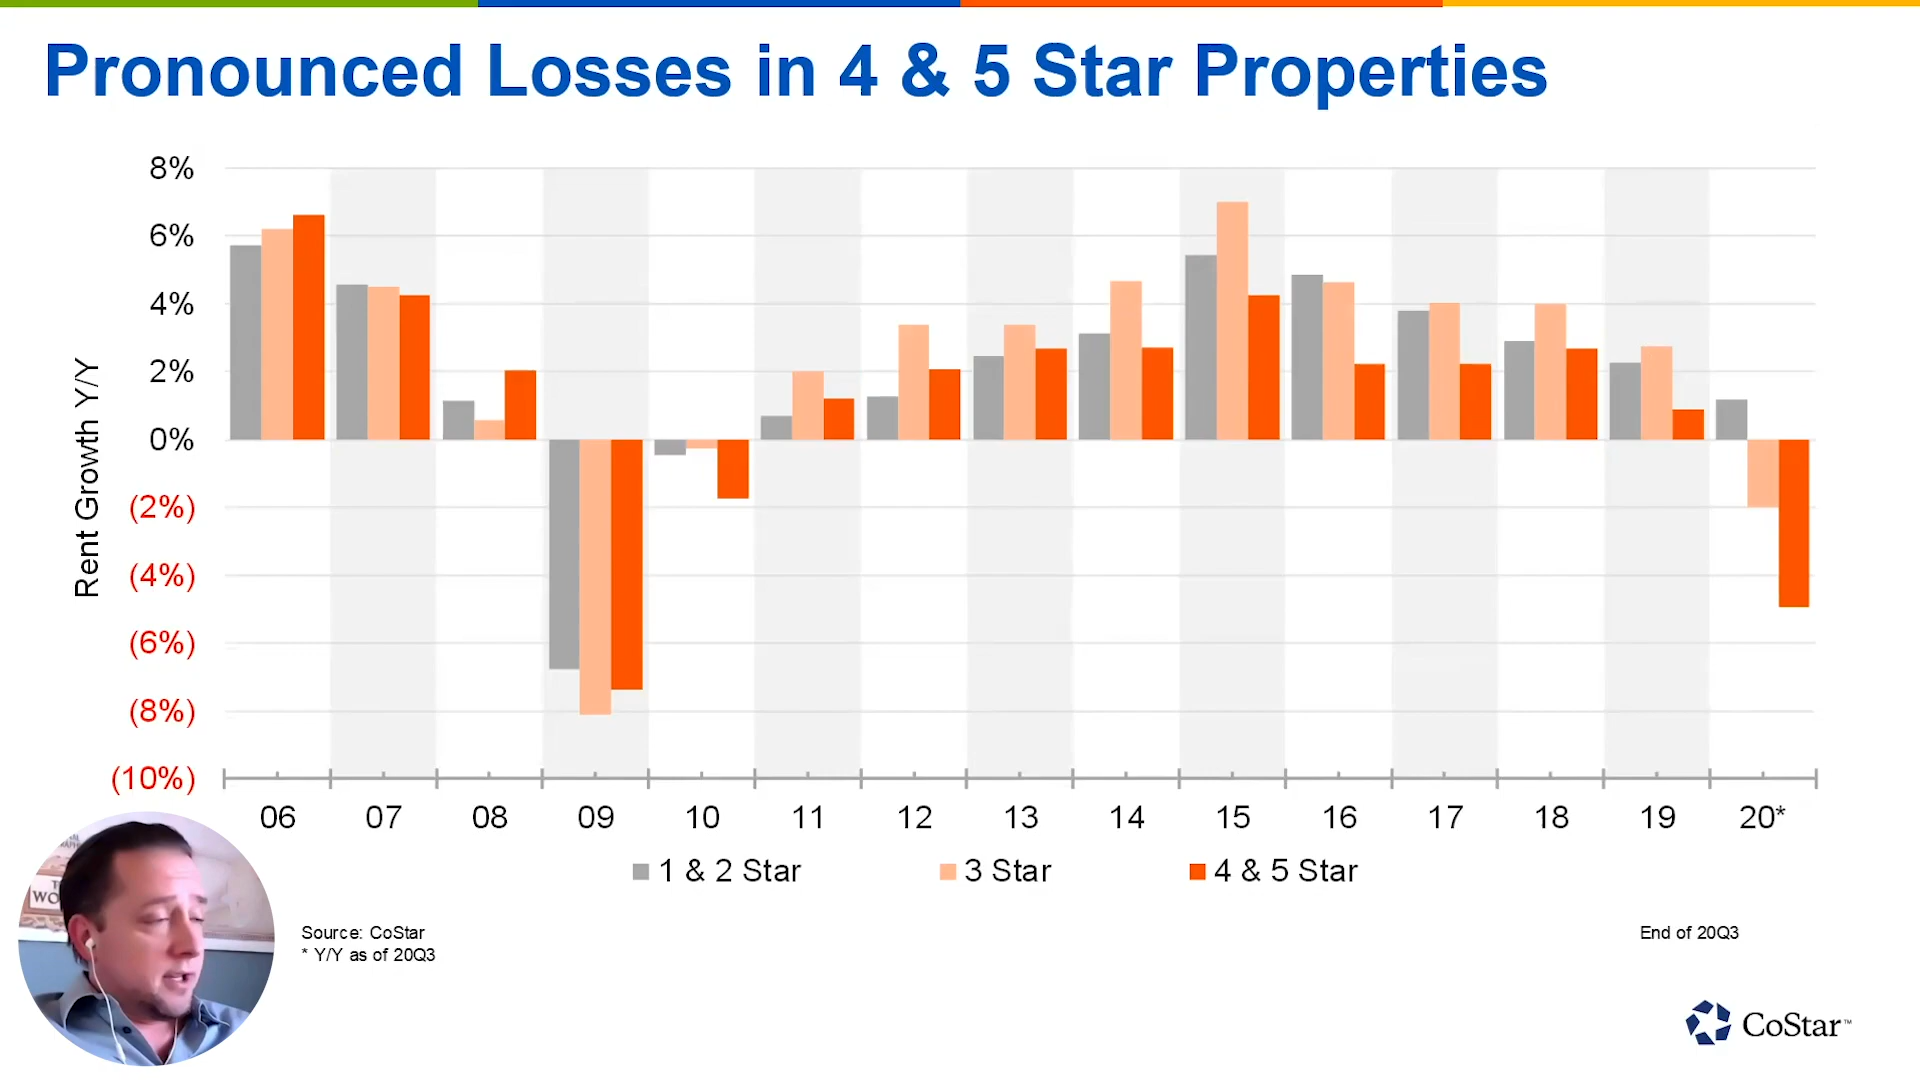 Pronounced Losses in 4 & 5 Star Properties
8%
6%
4%
2%
0%
(2%)
(4%)
(6%)
(8%)
(10%)
Rent Growth Y/Y
06 07 08 09 10 11 12 13 14 15 16 17 18 19 20*
1 & 2 Star 3 Star 4 & 5 Star
Source: CoStar
* Y/Y as of 20Q3
End of 20Q3
CoStar™